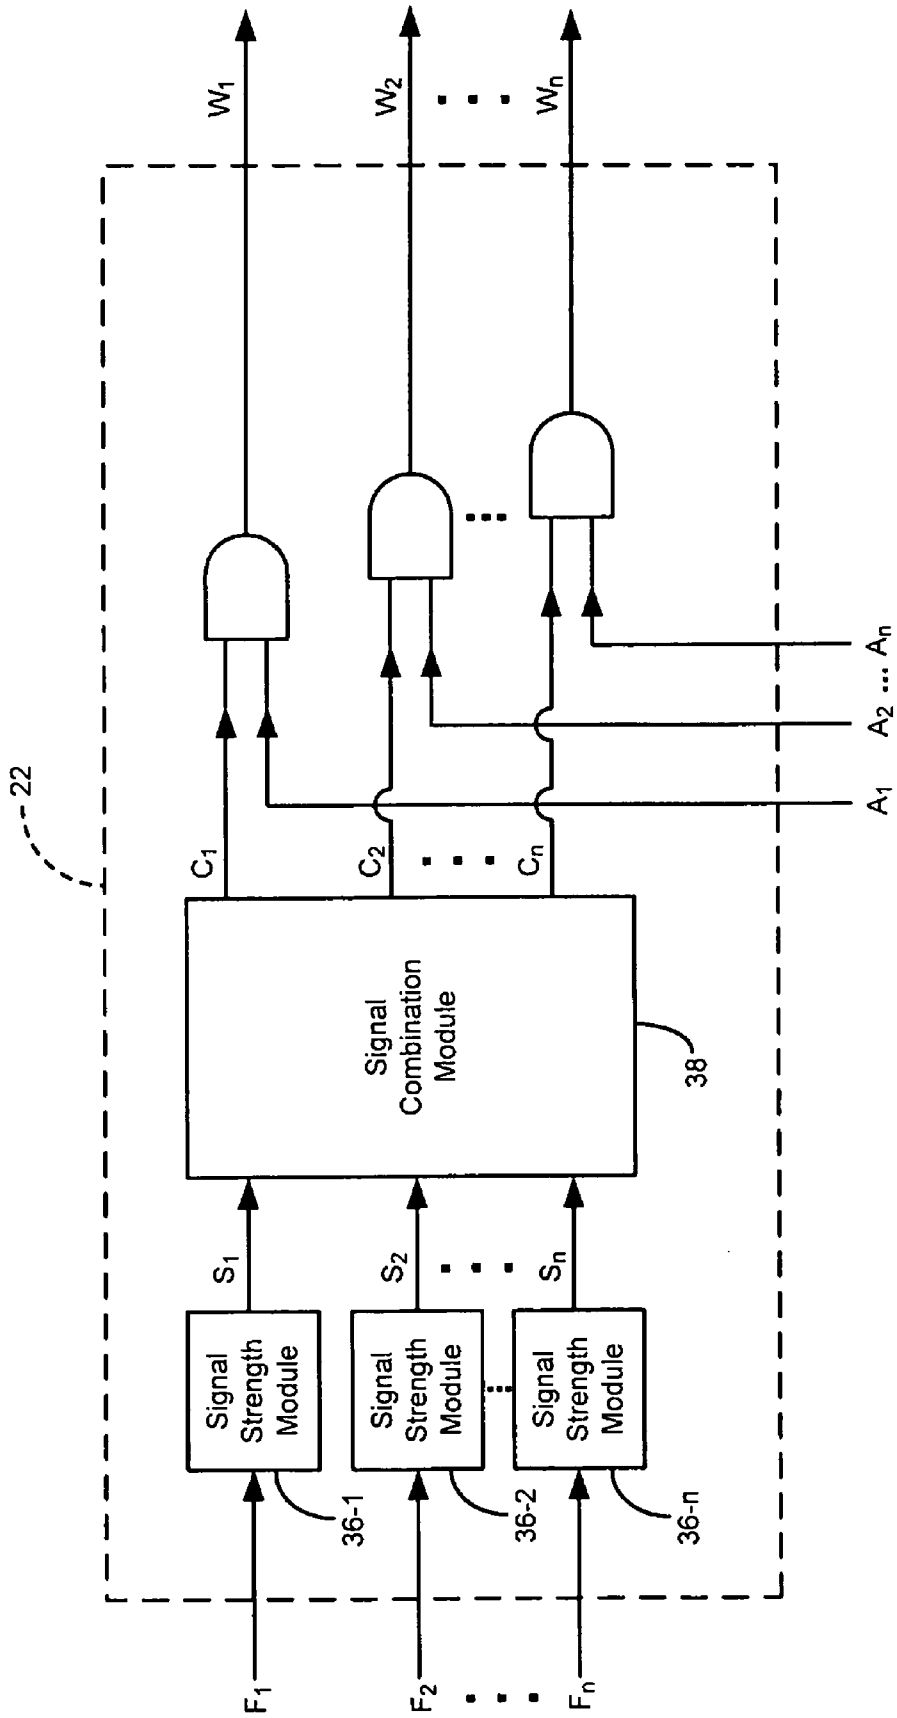 22
F1
F2
Fn
Signal
Strength
Module
36-1
Signal
Strength
Module
36-2
Signal
Strength
Module
36-n
S1
S2
Sn
Signal
Combination
Module
38
C1
C2
Cn
A1 A2 ... An
W1
W2
Wn